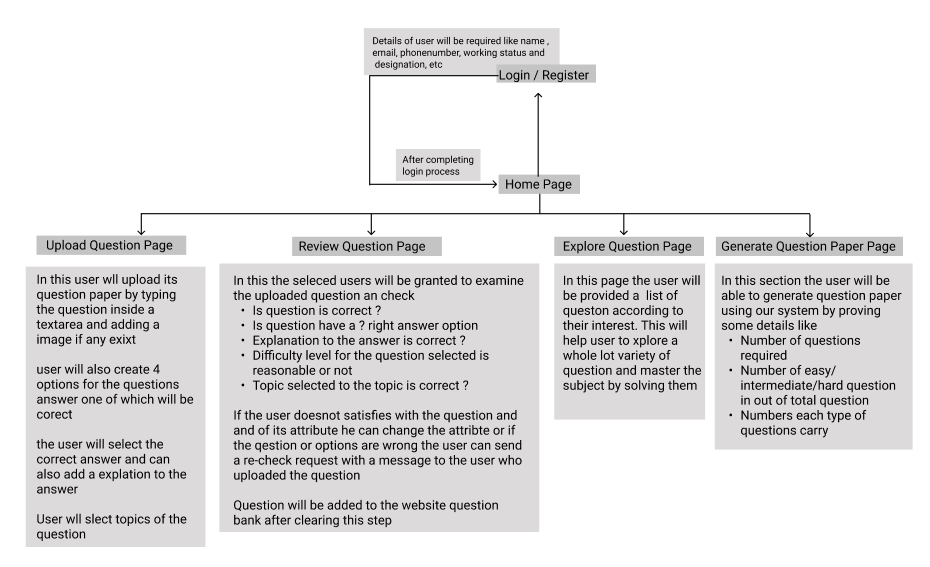 Details of user will be required like name ,
email, phonenumber, working status and
designation, etc
Login / Register
After completing
login process
Home Page
Upload Question Page
In this user wll upload its
question paper by typing
the question inside a
textarea and adding a
image if any exixt
user will also create 4
options for the questions
answer one of which will be
corect
the user will select the
correct answer and can
also add a explation to the
answer
User wll slect topics of the
question
Review Question Page
In this the seleced users will be granted to examine
the uploaded question an check
• Is question is correct ?
• Is question have a ? right answer option
• Explanation to the answer is correct ?
• Difficulty level for the question selected is
reasonable or not
• Topic selected to the topic is correct ?
If the user doesnot satisfies with the question and
and of its attribute he can change the attribte or if
the qestion or options are wrong the user can send
a re-check request with a message to the user who
uploaded the question
Question will be added to the website question
bank after clearing this step
Explore Question Page
In this page the user will
be provided a list of
queston according to
their interest. This will
help user to xplore a
whole lot variety of
question and master the
subject by solving them
Generate Question Paper Page
In this section the user will be
able to generate question paper
using our system by proving
some details like
• Number of questions
required
• Number of easy/
intermediate/hard question
in out of total question
• Numbers each type of
questions carry